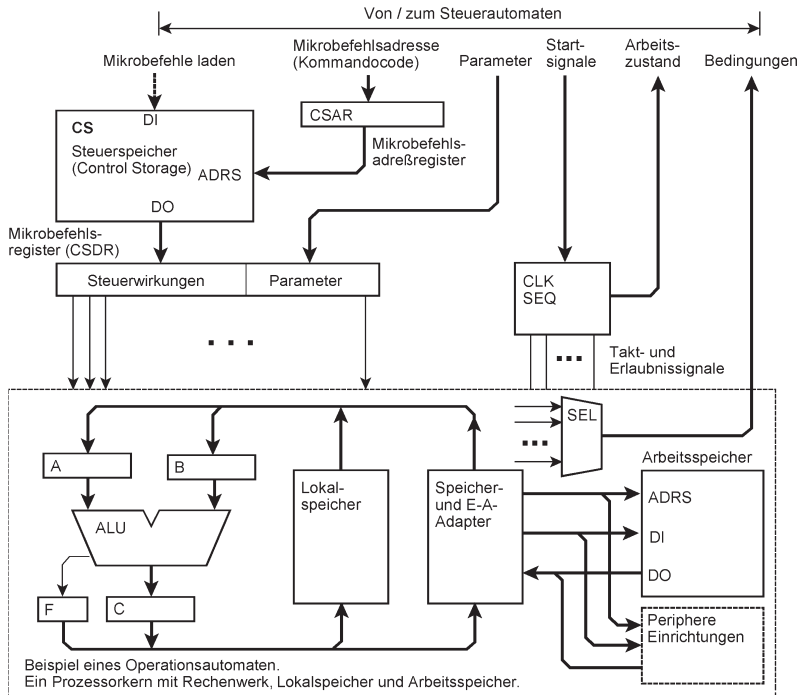 Von / zum Steuerautomaten
Mikrobefehle laden
Mikrobefehlsadresse
(Kommandocode)
Parameter
Start-
signale
Arbeits-
zustand
Bedingungen
DI
CS
Steuerspeicher
(Control Storage)
ADRS
DO
CSAR
Mikrobefehls-
adreßregister
Mikrobefehls-
register (CSDR)
Steuerwirkungen
Parameter
CLK
SEQ
Takt- und
Erlaubnissignale
SEL
A
B
ALU
F
C
Lokal-
speicher
Speicher-
und E-A-
Adapter
Arbeitsspeicher
ADRS
DI
DO
Periphere
Einrichtungen
Beispiel eines Operationsautomaten.
Ein Prozessorkern mit Rechenwerk, Lokalspeicher und Arbeitsspeicher.